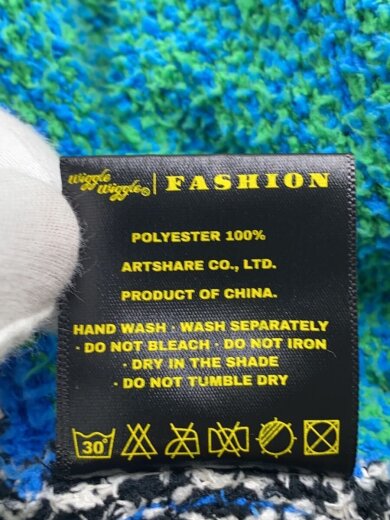 wiggle wiggle® | FASHION
POLYESTER 100%
ARTSHARE CO., LTD.
PRODUCT OF CHINA.
HAND WASH · WASH SEPARATELY
· DO NOT BLEACH · DO NOT IRON
· DRY IN THE SHADE
· DO NOT TUMBLE DRY
30°